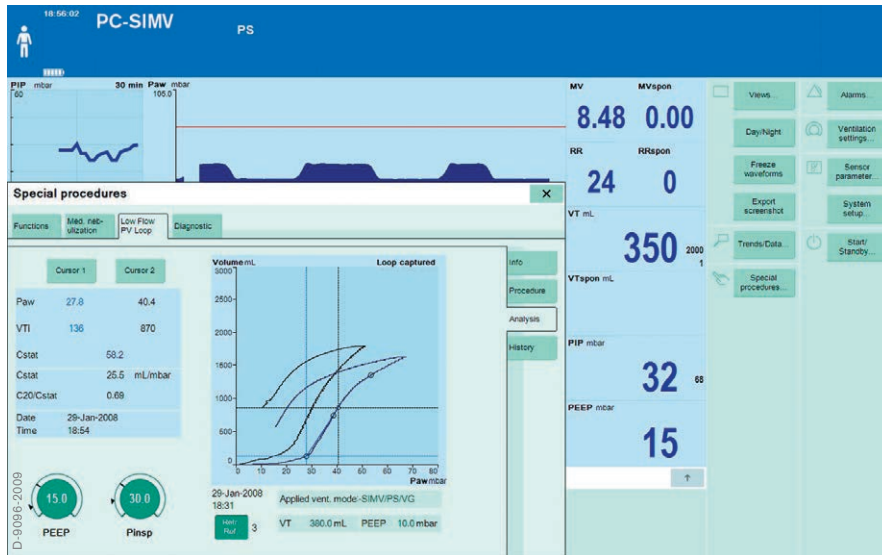 18:56:02
PC-SIMV
PS
PIP mbar 30 min
60
Paw mbar
105.0
MV MVspon
8.48 0.00
RR RRspon
24 0
VT mL
350 2000
1
VTspon mL
PIP mbar
32
PEEP mbar
15
Views...
Alarms...
Day/Night
Ventilation
settings...
Freeze
waveforms
Sensor
parameter...
Export
screenshot
System
setup...
Trends/Data...
Start/
Standby...
Special
procedures...
Special procedures
Functions
Med. neb-
ulization
Low Flow
PV Loop
Diagnostic
Info
Procedure
Analysis
History
Cursor 1 Cursor 2
Paw 27.8 40.4
VTi 136 870
Cstat 58.2
Cstat 25.5 mL/mbar
C20/Cstat 0.69
Date 29-Jan-2008
Time 18:54
15.0
PEEP
30.0
Pinsp
Volume mL Loop captured
3000
2500
2000
1500
1000
500
0
0 10 20 30 40 50 60 70 80
Paw mbar
29-Jan-2008
18:31
Applied vent. mode:-SIMV/PS/VG
3
VT 380.0 mL PEEP 10.0 mbar
D-9096-2009